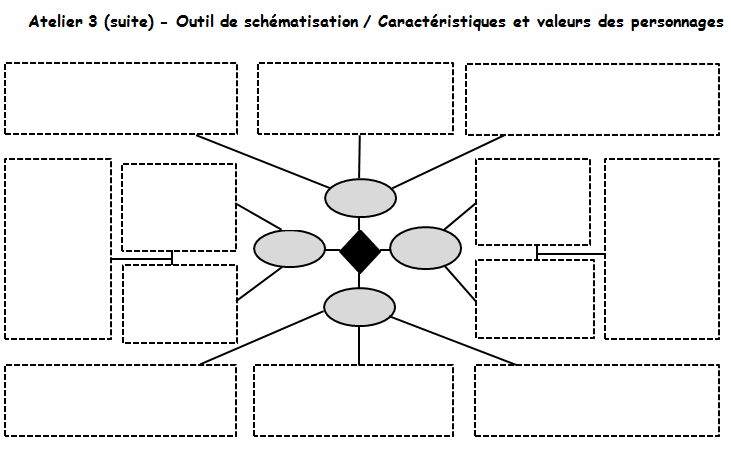 Atelier 3 (suite) - Outil de schématisation / Caractéristiques et valeurs des personnages